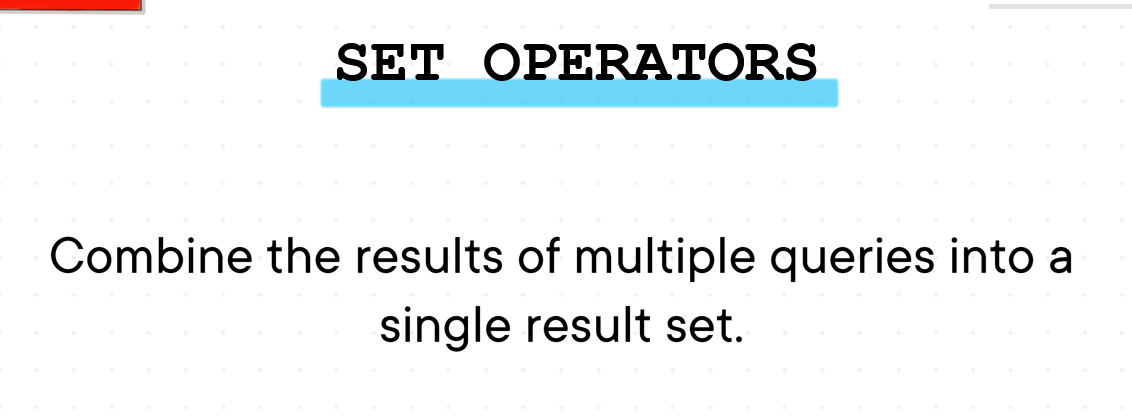 SET OPERATORS
Combine the results of multiple queries into a
single result set.